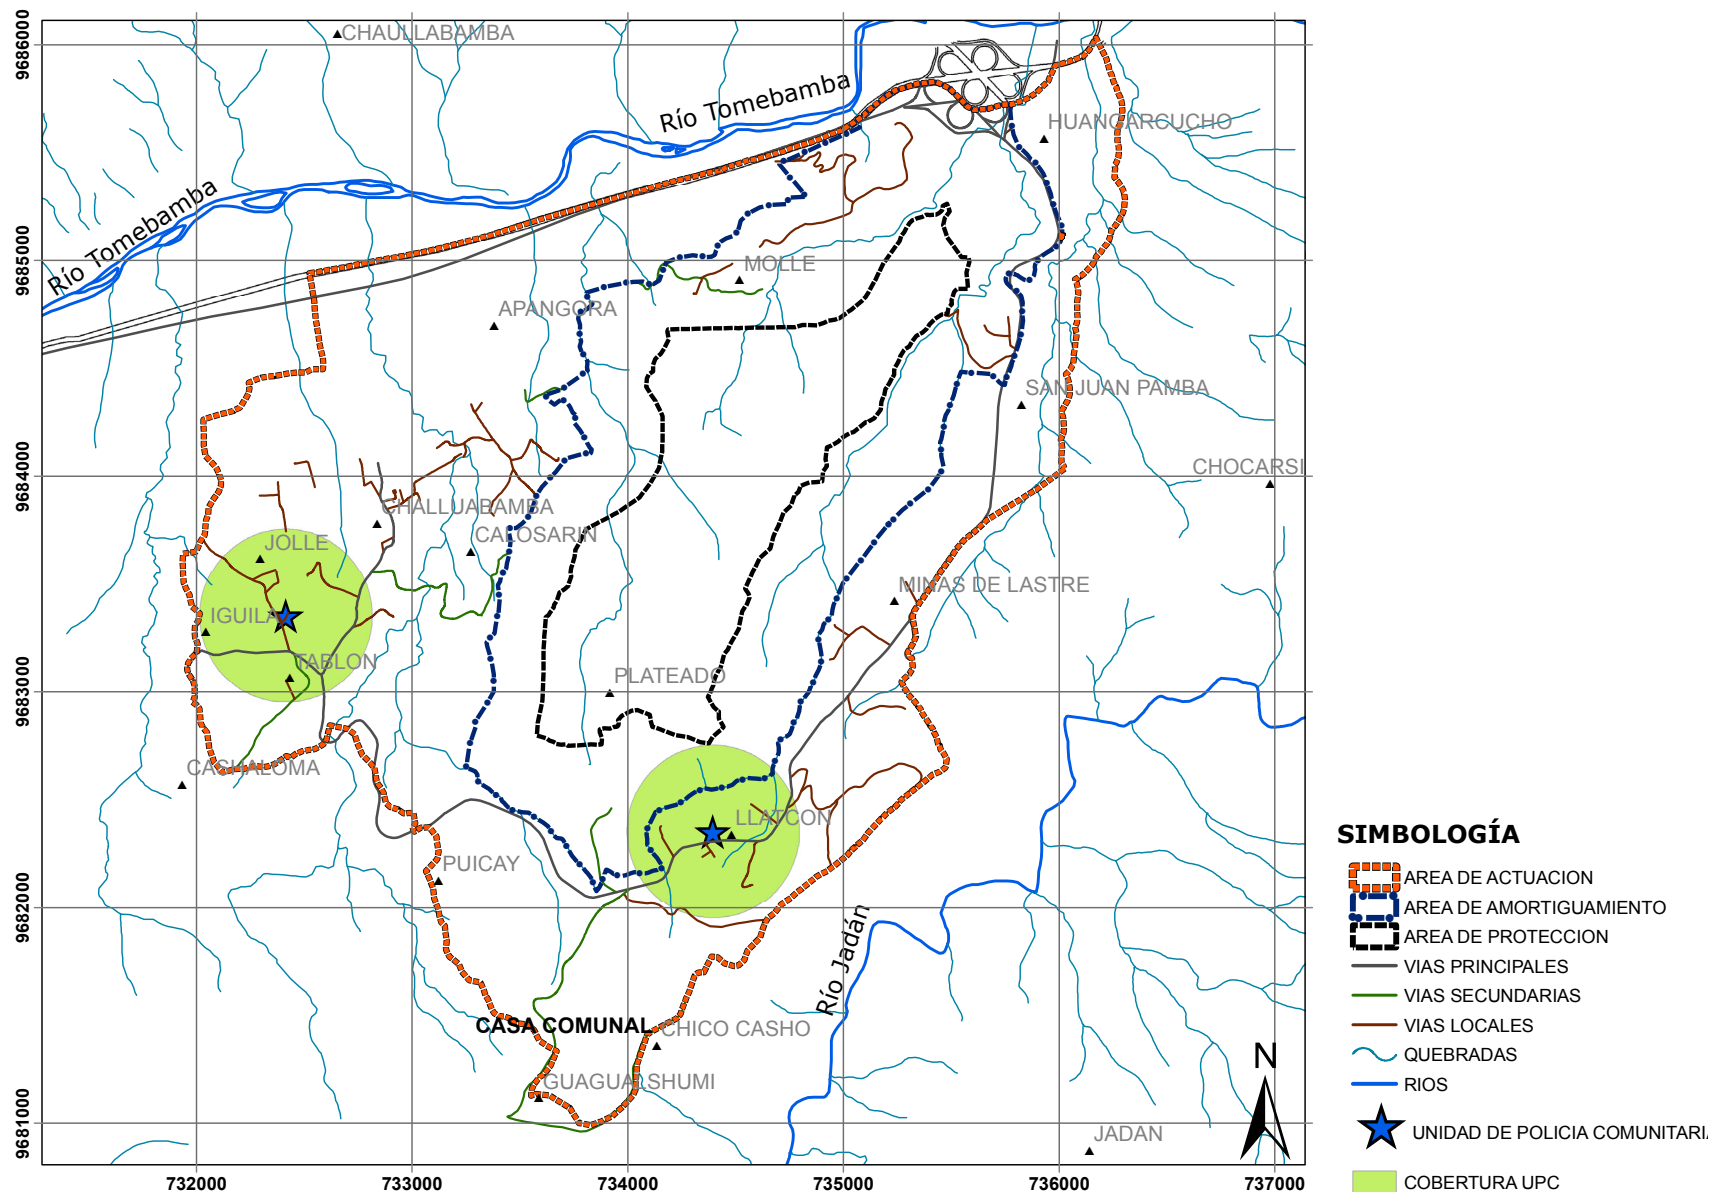 9686000
9685000
9684000
9683000
9682000
9681000
CHAULLABAMBA
Río Tomebamba
HUANGARCUCHO
Río Tomebamba
MOLLE
APANGORA
SAN JUAN PAMBA
CHOCARSI
CHALLUABAMBA
CALOSARIN
JOLLE
MINAS DE LASTRE
IGUILA
TABLON
PLATEADO
CASHALOMA
LLATCON
PUICAY
Río Jadán
CASA COMUNAL
CHICO CASHO
GUAGUALSHUMI
JADAN
N
732000
733000
734000
735000
736000
737000
SIMBOLOGÍA
AREA DE ACTUACION
AREA DE AMORTIGUAMIENTO
AREA DE PROTECCION
VIAS PRINCIPALES
VIAS SECUNDARIAS
VIAS LOCALES
QUEBRADAS
RIOS
UNIDAD DE POLICIA COMUNITARI
COBERTURA UPC